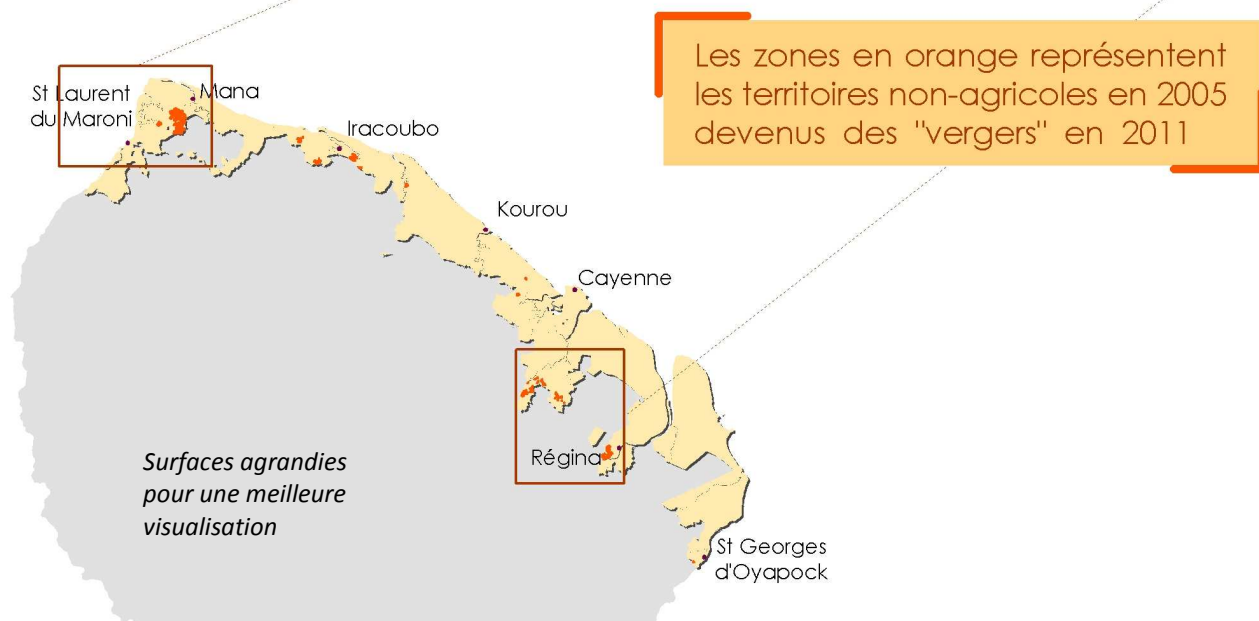 Les zones en orange représentent
les territoires non-agricoles en 2005
devenus des "vergers" en 2011
St Laurent
du Maroni
Mana
Iracoubo
Kourou
Cayenne
Régina
Surfaces agrandies
pour une meilleure
visualisation
St Georges
d'Oyapock